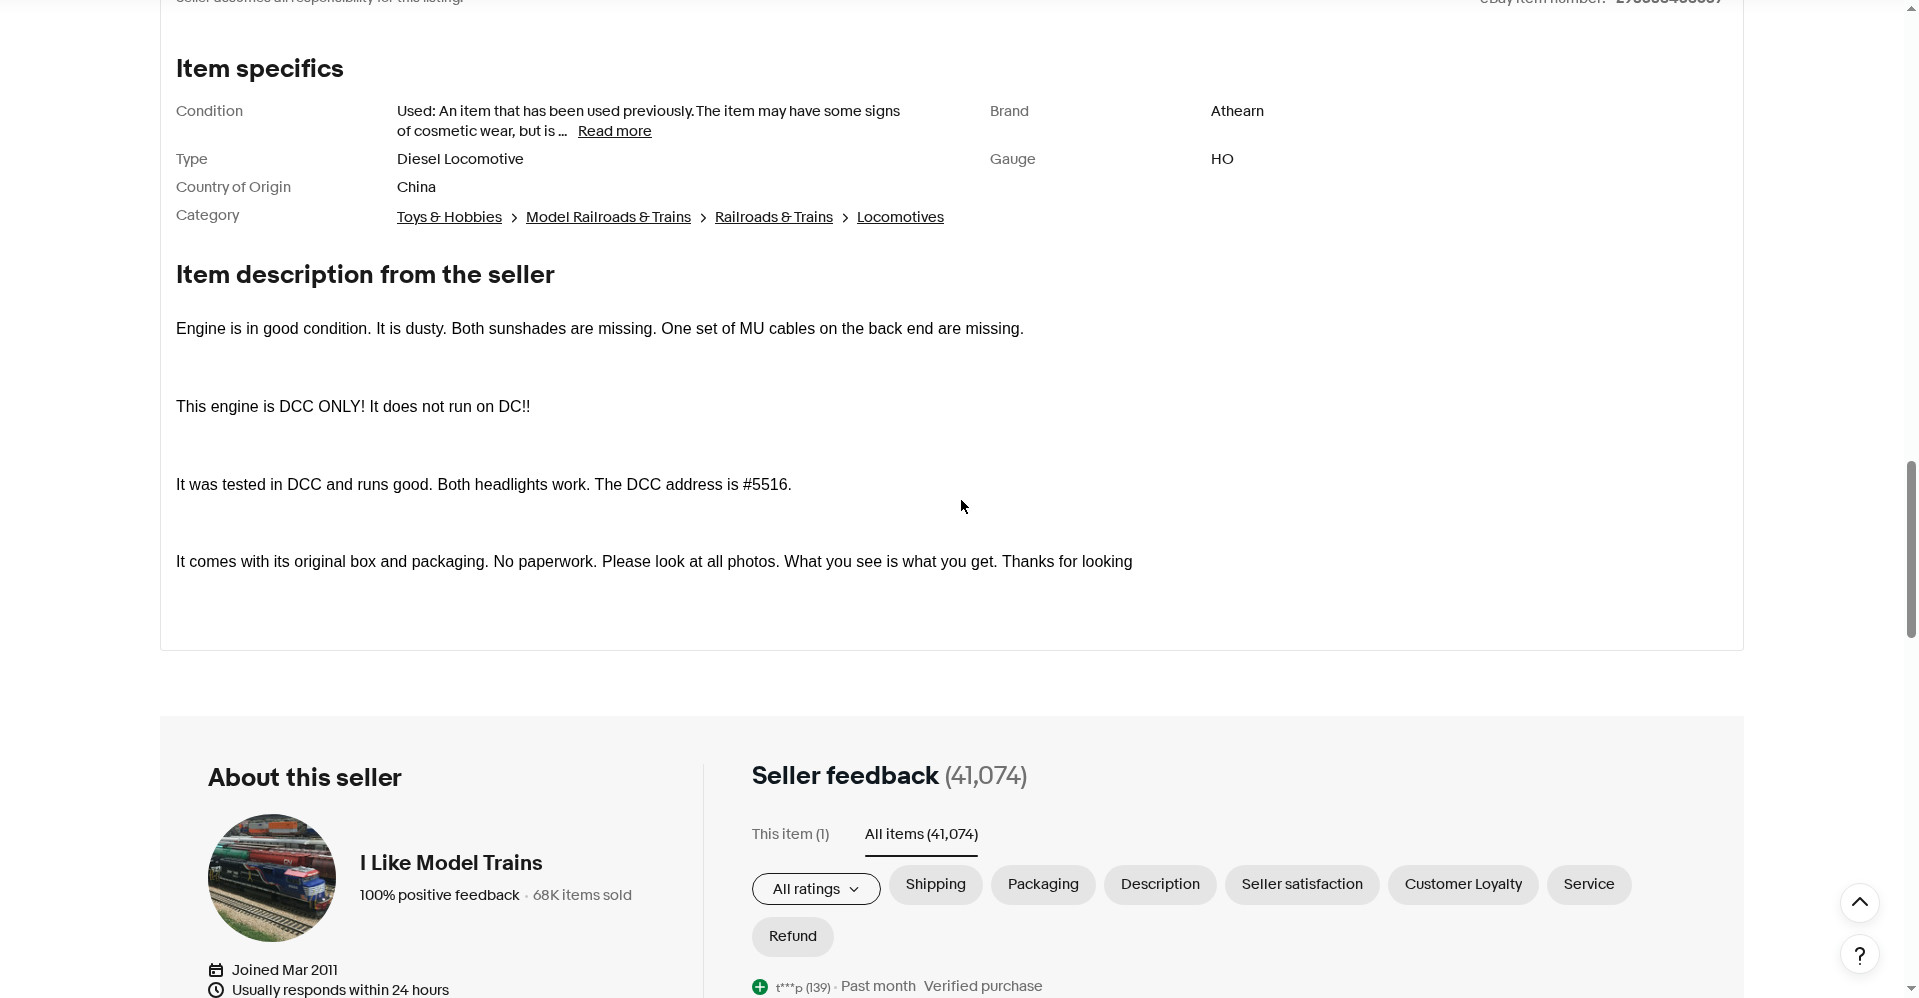 Item specifics
Condition
Used: An item that has been used previously. The item may have some signs
of cosmetic wear, but is ... Read more
Brand
Athearn
Type
Diesel Locomotive
Gauge
HO
Country of Origin
China
Category
Toys & Hobbies > Model Railroads & Trains > Railroads & Trains > Locomotives
Item description from the seller
Engine is in good condition. It is dusty. Both sunshades are missing. One set of MU cables on the back end are missing.
This engine is DCC ONLY! It does not run on DC!!
It was tested in DCC and runs good. Both headlights work. The DCC address is #5516.
It comes with its original box and packaging. No paperwork. Please look at all photos. What you see is what you get. Thanks for looking
About this seller
I Like Model Trains
100% positive feedback · 68K items sold
Joined Mar 2011
Usually responds within 24 hours
Seller feedback (41,074)
This item (1)
All items (41,074)
All ratings
Shipping
Packaging
Description
Seller satisfaction
Customer Loyalty
Service
Refund
t***p (139) · Past month Verified purchase
?